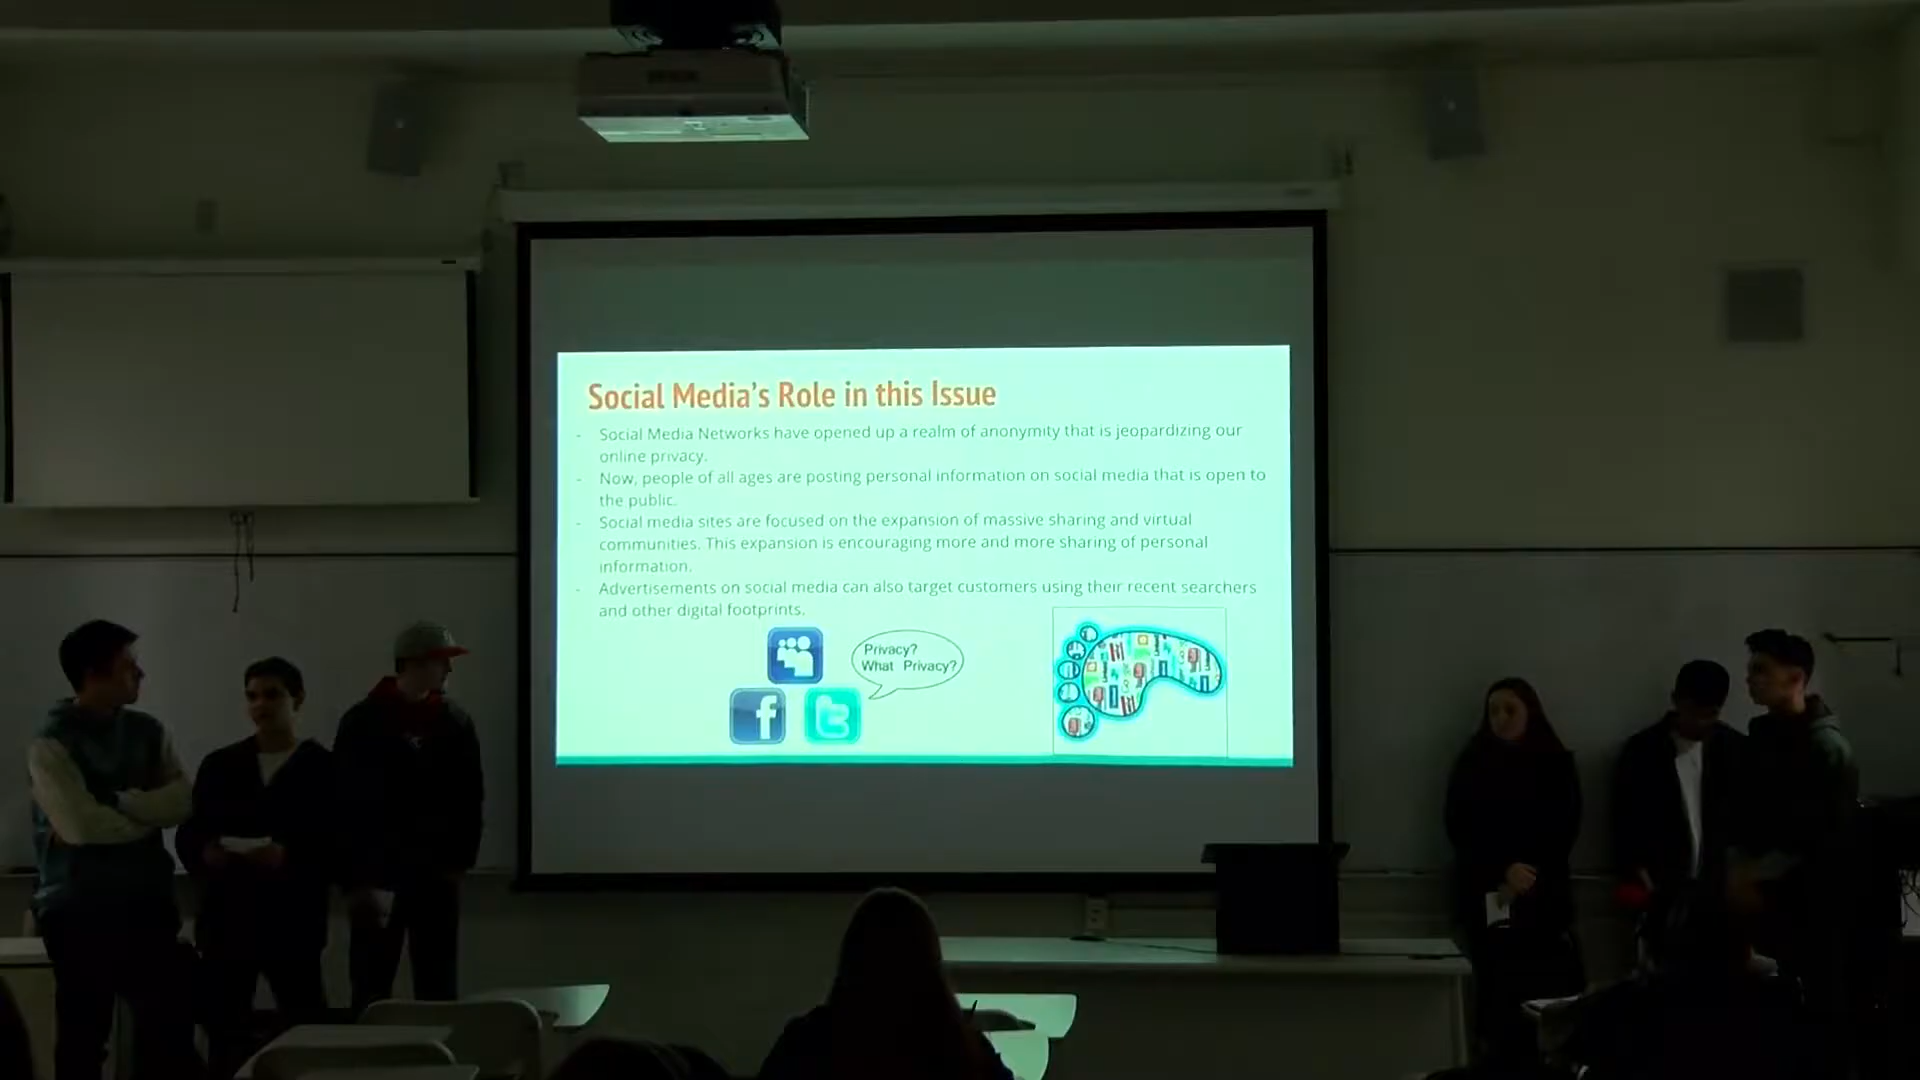 Social Media's Role in this Issue
- Social Media Networks have opened up a realm of anonymity that is jeopardizing our
online privacy.
- Now, people of all ages are posting personal information on social media that is open to
the public.
- Social media sites are focused on the expansion of massive sharing and virtual
communities. This expansion is encouraging more and more sharing of personal
information.
- Advertisements on social media can also target customers using their recent searchers
and other digital footprints.
Privacy?
What Privacy?
f
t